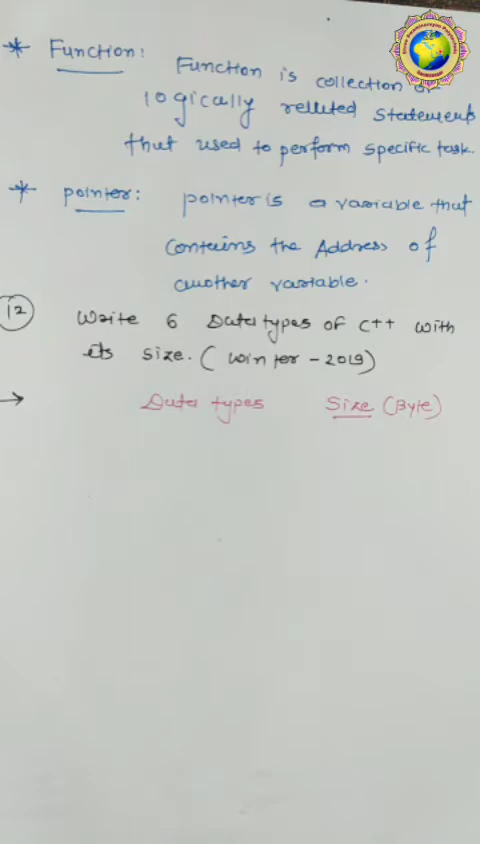 * Function: Function is collection of
logically rellted statements
that used to perform specific task.
* pointer: pointer is a variable that
contains the Address of
another variable.
12 Write 6 Data types of C++ with
its size. (Winter - 2019)
→ Data types Size (Byte)